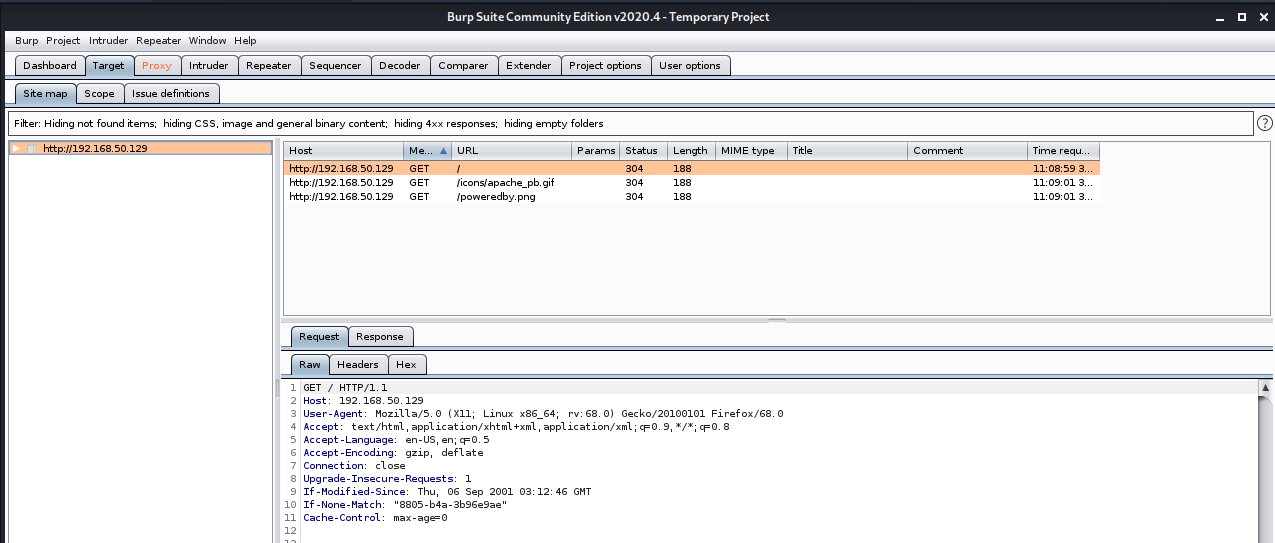 Burp Suite Community Edition v2020.4 - Temporary Project
Burp Project Intruder Repeater Window Help
Dashboard Target Proxy Intruder Repeater Sequencer Decoder Comparer Extender Project options User options
Site map Scope Issue definitions
Filter: Hiding not found items; hiding CSS, image and general binary content; hiding 4xx responses; hiding empty folders
?
http://192.168.50.129
Host Me... URL Params Status Length MIME type Title Comment Time requ...
http://192.168.50.129 GET / 304 188 11:08:59 3...
http://192.168.50.129 GET /icons/apache_pb.gif 304 188 11:09:01 3...
http://192.168.50.129 GET /poweredby.png 304 188 11:09:01 3...
Request Response
Raw Headers Hex
1 GET / HTTP/1.1
2 Host: 192.168.50.129
3 User-Agent: Mozilla/5.0 (X11; Linux x86_64; rv:68.0) Gecko/20100101 Firefox/68.0
4 Accept: text/html,application/xhtml+xml,application/xml;q=0.9,*/*;q=0.8
5 Accept-Language: en-US,en;q=0.5
6 Accept-Encoding: gzip, deflate
7 Connection: close
8 Upgrade-Insecure-Requests: 1
9 If-Modified-Since: Thu, 06 Sep 2001 03:12:46 GMT
10 If-None-Match: "8805-b4a-3b96e9ae"
11 Cache-Control: max-age=0
12